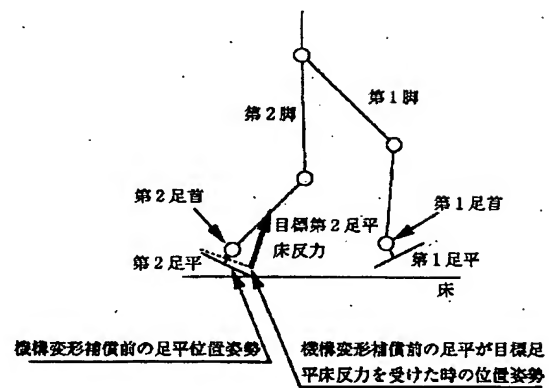 第1脚
第2脚
第2足首
第1足首
目標第2足平
床反力
第2足平
第1足平
床
機構変形補償前の足平位置姿勢
機構変形補償前の足平が目標足
平床反力を受けた時の位置姿勢